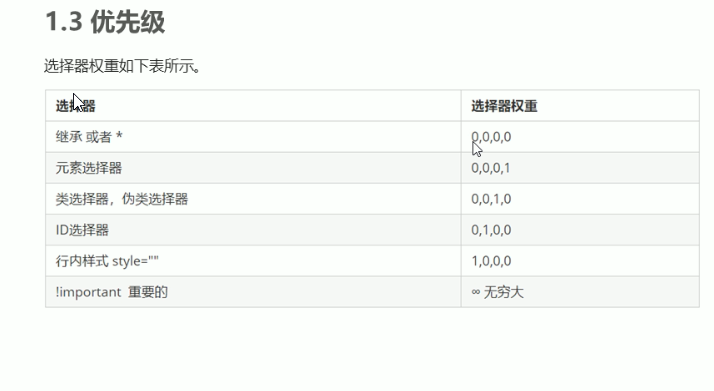 1.3 优先级
选择器权重如下表所示。
选择器 选择器权重
继承 或者 * 0,0,0,0
元素选择器 0,0,0,1
类选择器，伪类选择器 0,0,1,0
ID选择器 0,1,0,0
行内样式 style="" 1,0,0,0
!important 重要的 ∞ 无穷大